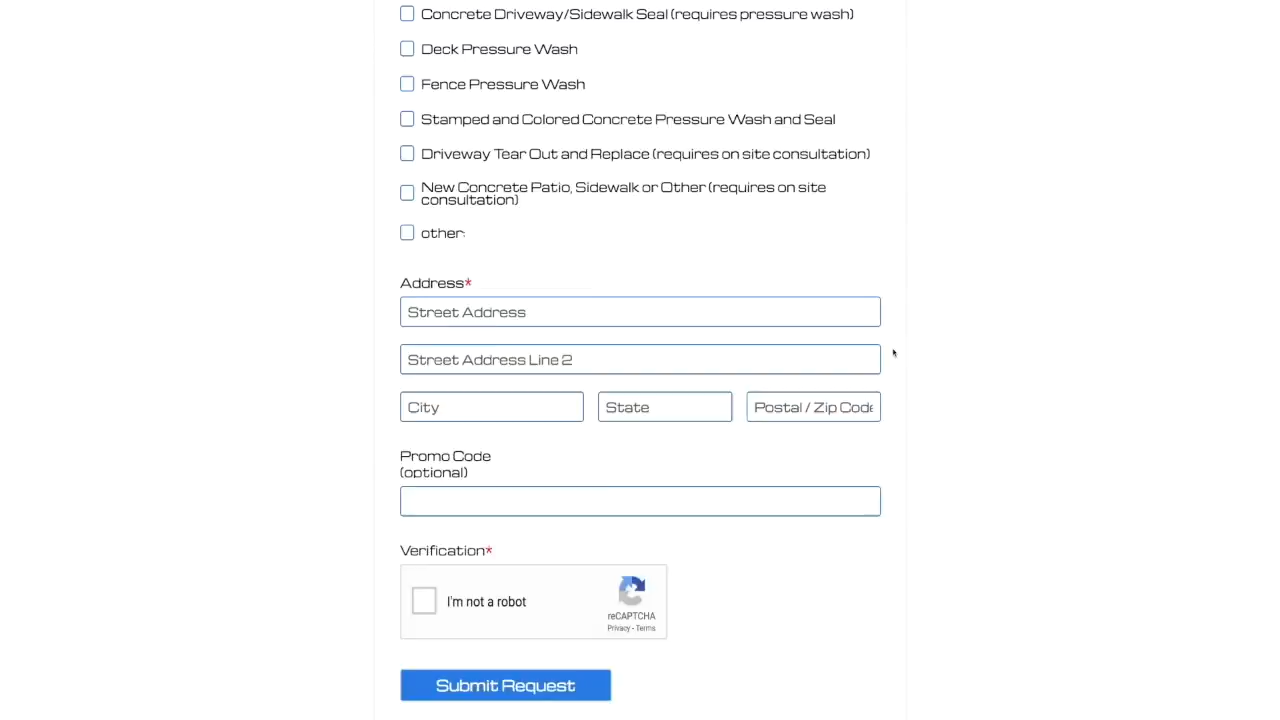 Concrete Driveway/Sidewalk Seal (requires pressure wash)
Deck Pressure Wash
Fence Pressure Wash
Stamped and Colored Concrete Pressure Wash and Seal
Driveway Tear Out and Replace (requires on site consultation)
New Concrete Patio, Sidewalk or Other (requires on site
consultation)
other:
Address*
Street Address
Street Address Line 2
City State Postal / Zip Code
Promo Code
(optional)
Verification*
I'm not a robot
reCAPTCHA
Privacy - Terms
Submit Request